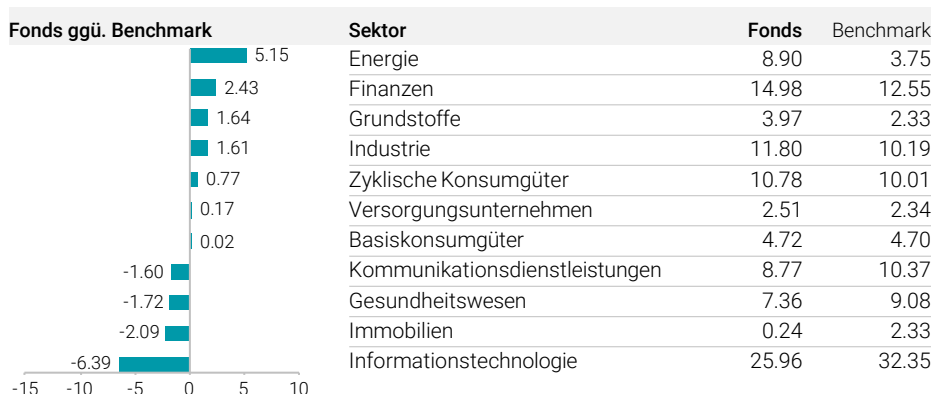 Fonds ggü. Benchmark Sektor Fonds Benchmark
5.15 Energie 8.90 3.75
2.43 Finanzen 14.98 12.55
1.64 Grundstoffe 3.97 2.33
1.61 Industrie 11.80 10.19
0.77 Zyklische Konsumgüter 10.78 10.01
0.17 Versorgungsunternehmen 2.51 2.34
0.02 Basiskonsumgüter 4.72 4.70
-1.60 Kommunikationsdienstleistungen 8.77 10.37
-1.72 Gesundheitswesen 7.36 9.08
-2.09 Immobilien 0.24 2.33
-6.39 Informationstechnologie 25.96 32.35
-15 -10 -5 0 5 10